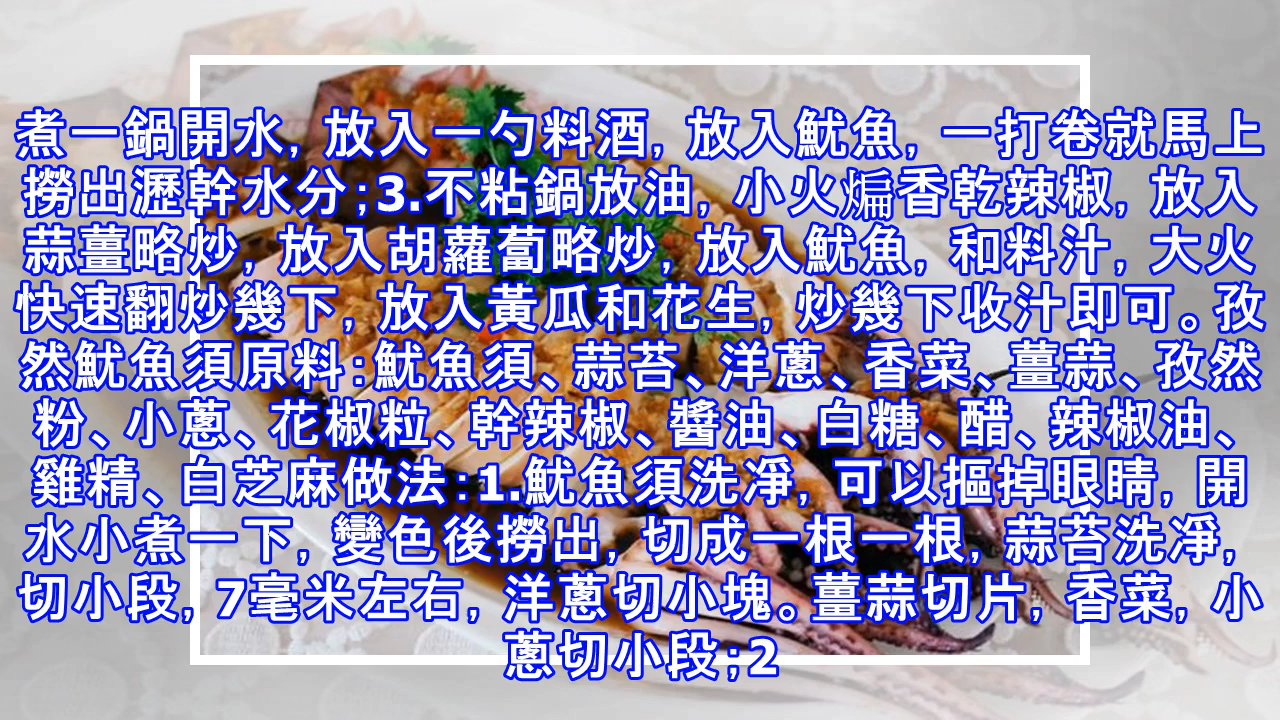 煮一鍋開水, 放入一勺料酒, 放入魷魚, 一打卷就馬上
撈出瀝幹水分;3.不粘鍋放油, 小火煸香乾辣椒, 放入
蒜薑略炒, 放入胡蘿蔔略炒, 放入魷魚, 和料汁, 大火
快速翻炒幾下, 放入黃瓜和花生, 炒幾下收汁即可。孜
然魷魚須原料:魷魚須、蒜苔、洋蔥、香菜、薑蒜、孜然
粉、小蔥、花椒粒、幹辣椒、醬油、白糖、醋、辣椒油、
雞精、白芝麻做法:1.魷魚須洗淨, 可以摳掉眼睛, 開
水小煮一下, 變色後撈出, 切成一根一根, 蒜苔洗淨,
切小段, 7毫米左右, 洋蔥切小塊。薑蒜切片, 香菜, 小
蔥切小段;2